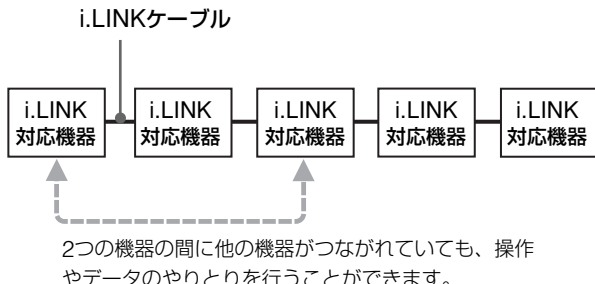 i.LINKケーブル
i.LINK
対応機器
i.LINK
対応機器
i.LINK
対応機器
i.LINK
対応機器
i.LINK
対応機器
2つの機器の間に他の機器がつながれていても、操作
やデータのやりとりを行うことができます。